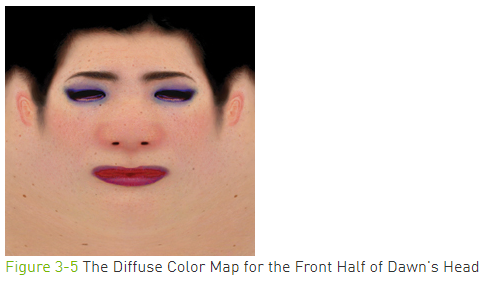 Figure 3-5 The Diffuse Color Map for the Front Half of Dawn's Head